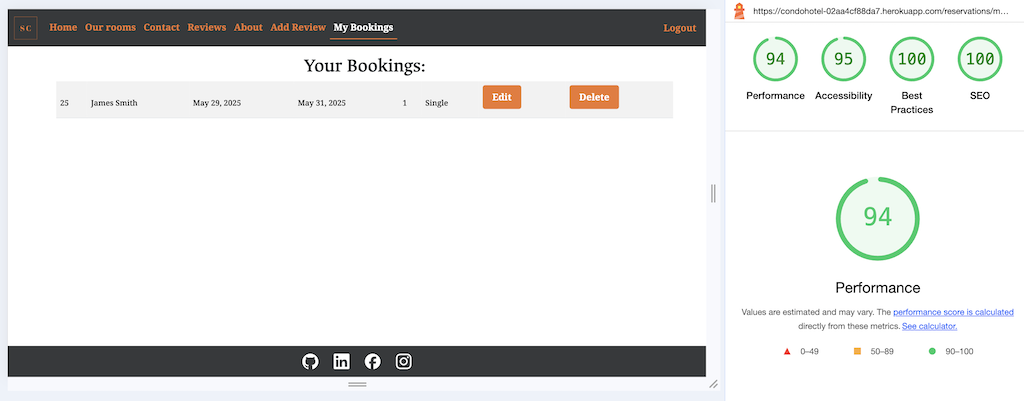 SC Home Our rooms Contact Reviews About Add Review My Bookings Logout
Your Bookings:
25 James Smith May 29, 2025 May 31, 2025 1 Single Edit Delete
https://condohotel-02aa4cf88da7.herokuapp.com/reservations/m...
94 95 100 100
Performance Accessibility Best Practices SEO
94
Performance
Values are estimated and may vary. The performance score is calculated
directly from these metrics. See calculator.
0–49 50–89 90–100